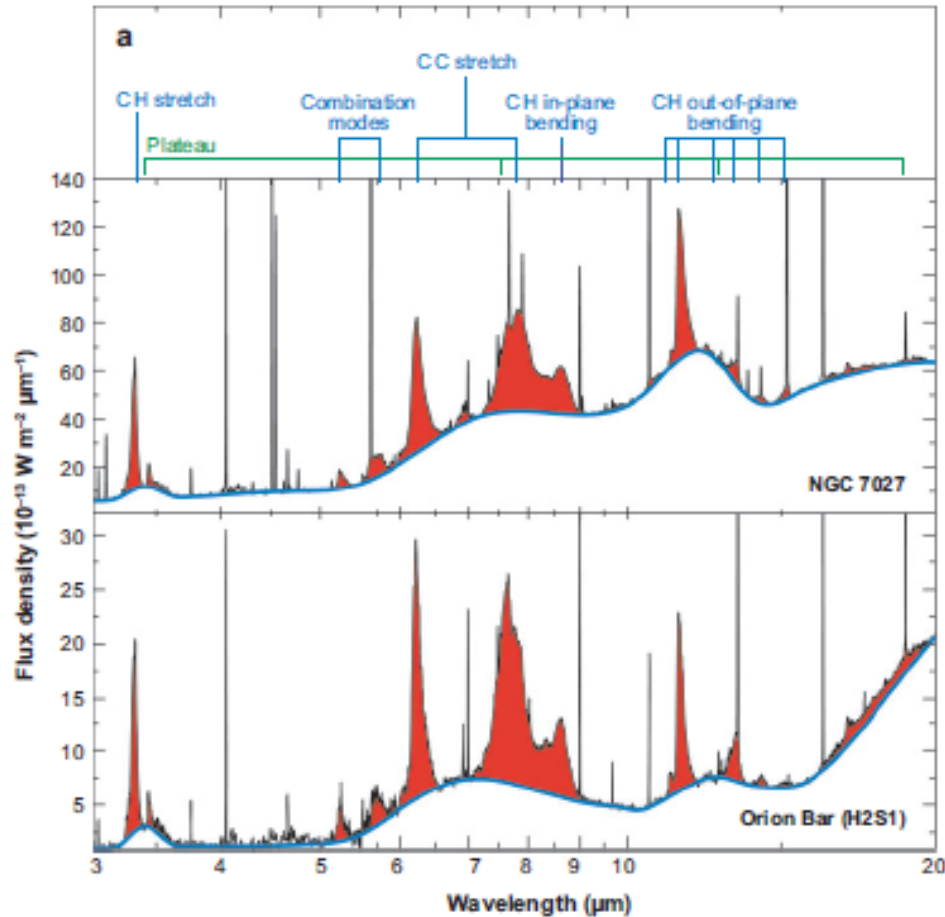 a
CC stretch
CH stretch
Combination
modes
CH in-plane
bending
CH out-of-plane
bending
Plateau
140
120
100
80
60
40
20
NGC 7027
Flux density (10⁻¹³ W m⁻² μm⁻¹)
30
25
20
15
10
5
Orion Bar (H2S1)
3 4 5 6 7 8 9 10 20
Wavelength (μm)